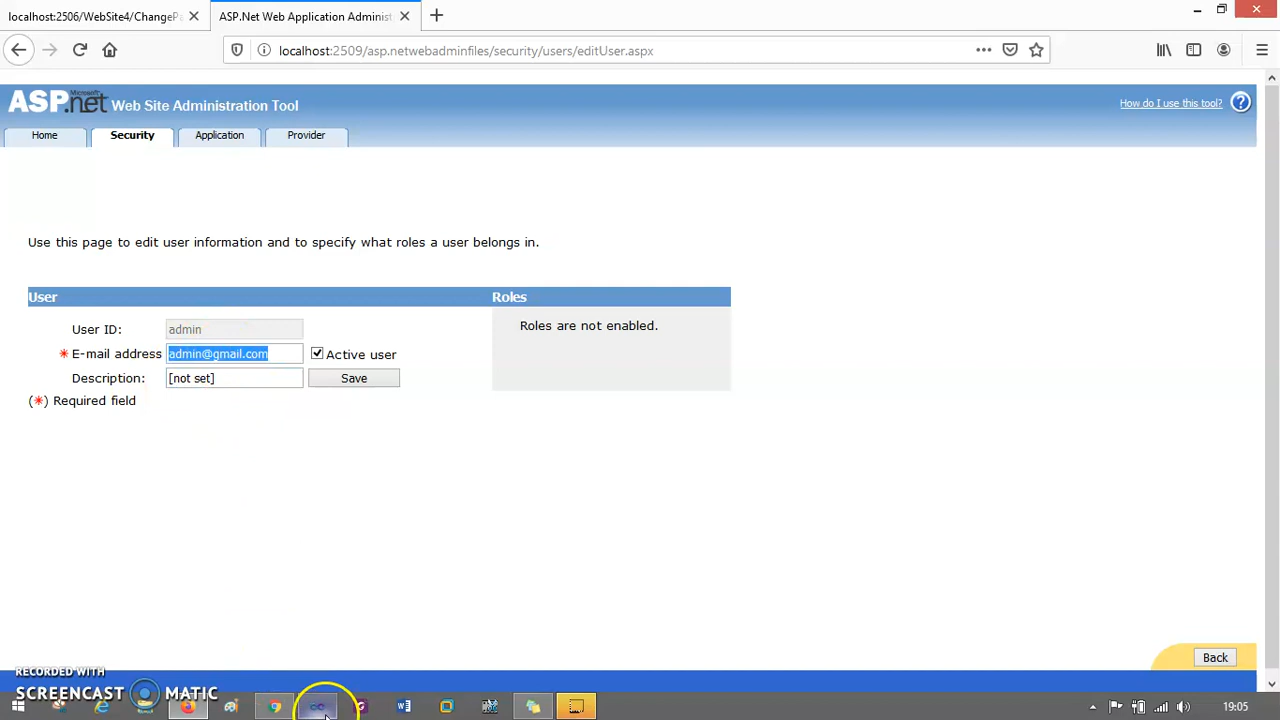 localhost:2506/WebSite4/ChangePa
ASP.Net Web Application Administ
localhost:2509/asp.netwebadminfiles/security/users/editUser.aspx
Microsoft
ASP.net Web Site Administration Tool
How do I use this tool?
Home
Security
Application
Provider
Use this page to edit user information and to specify what roles a user belongs in.
User
Roles
User ID: admin
Roles are not enabled.
* E-mail address admin@gmail.com Active user
Description: [not set] Save
(*) Required field
Back
RECORDED WITH
SCREENCAST MATIC
19:05